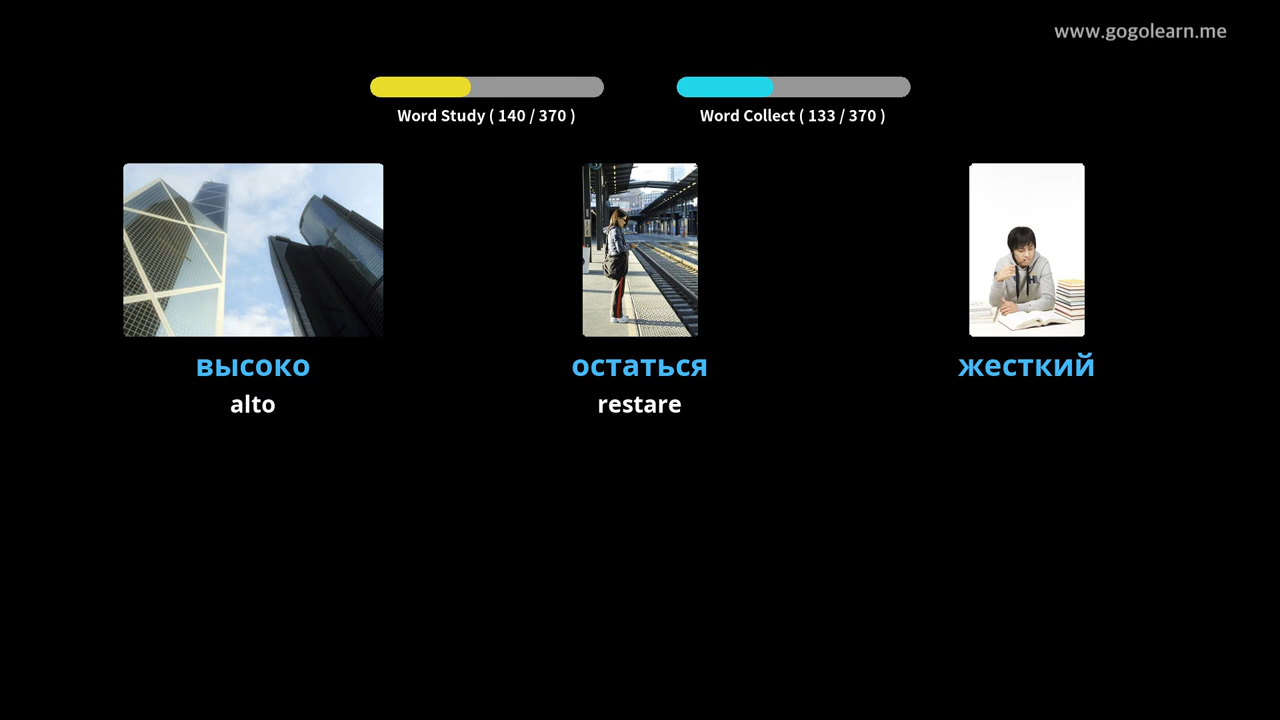 www.gogolearn.me
Word Study ( 140 / 370 )
Word Collect ( 133 / 370 )
высоко
остаться
жесткий
alto
restare